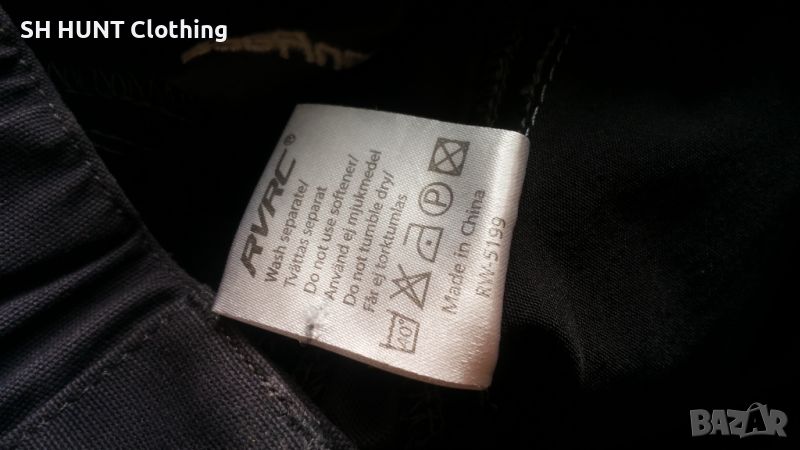 SH HUNT Clothing
RVRC®
Wash separate/
Tvättas separat
Do not use softener/
Använd ej mjukmedel
Do not tumble dry/
Får ej torktumlas
40° P
Made in China
RW-5199
BAZAR